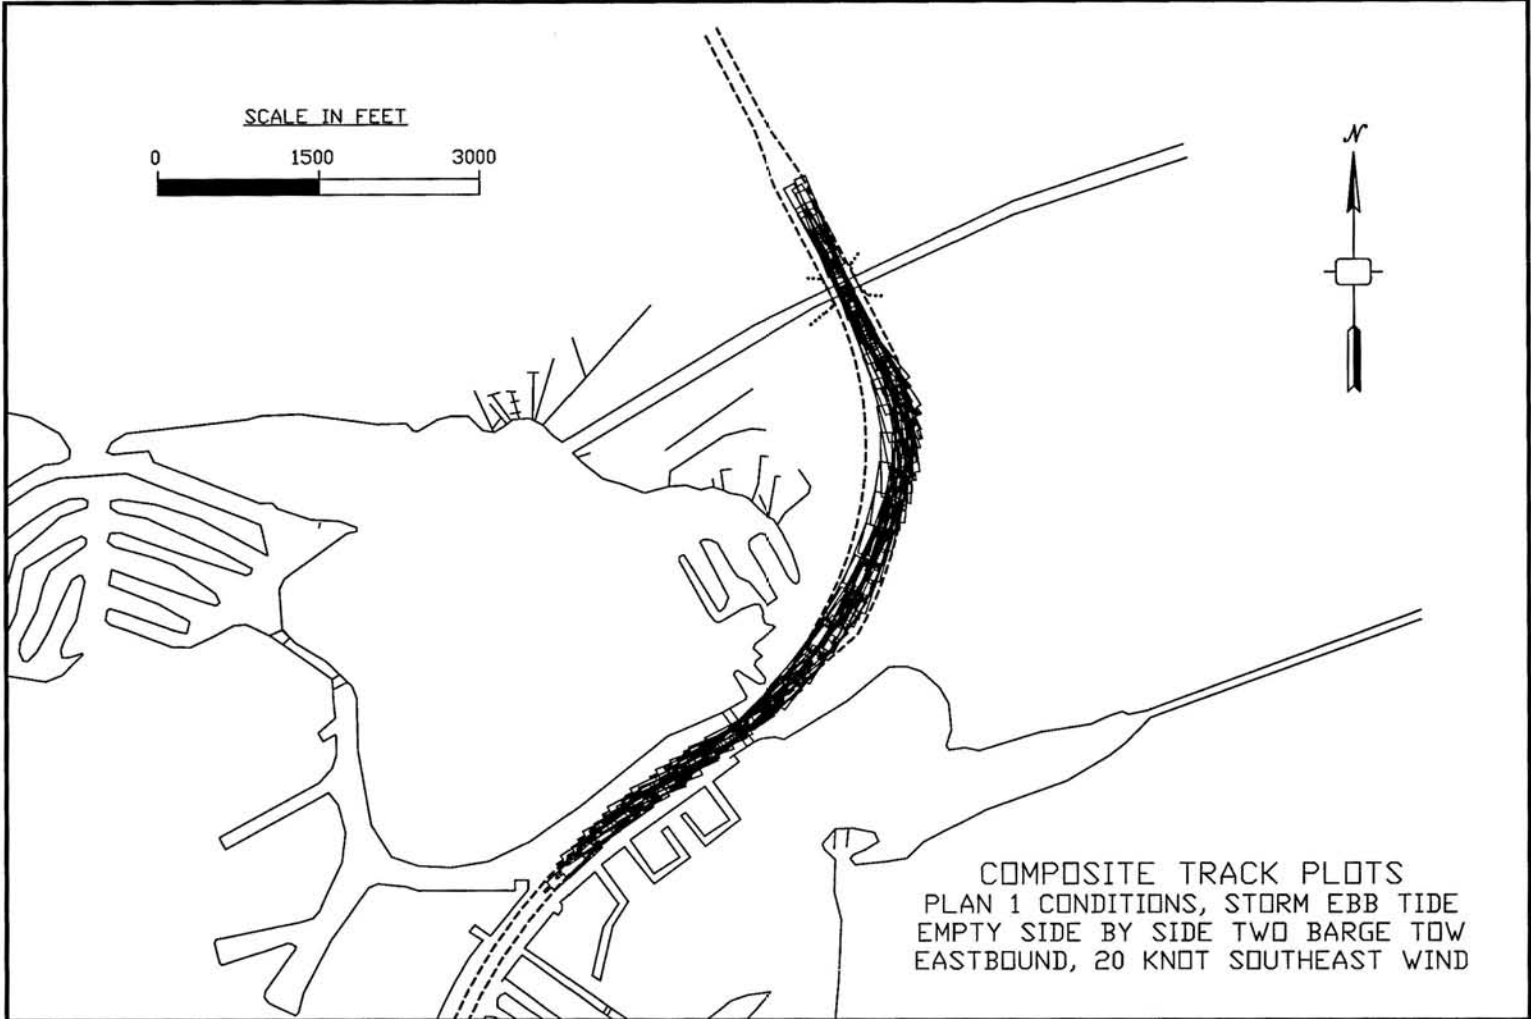 SCALE IN FEET
0 1500 3000
N
COMPOSITE TRACK PLOTS
PLAN 1 CONDITIONS, STORM EBB TIDE
EMPTY SIDE BY SIDE TWO BARGE TOW
EASTBOUND, 20 KNOT SOUTHEAST WIND